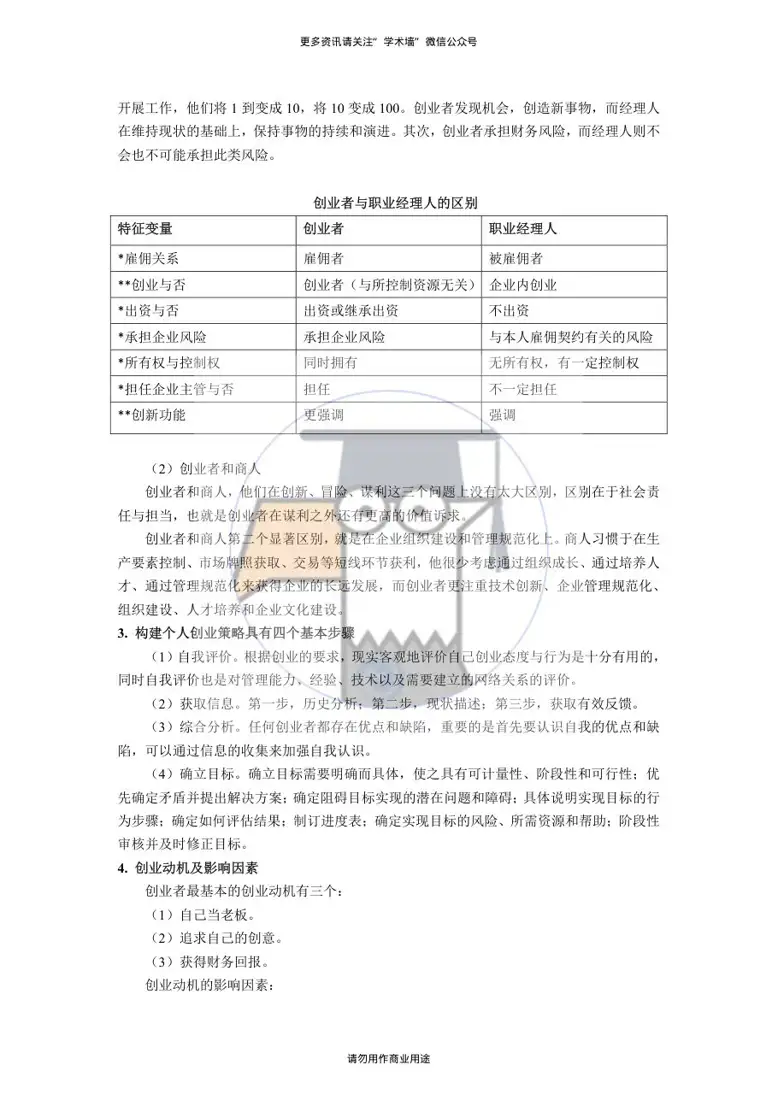 更多资讯请关注“学术墙”微信公众号
开展工作，他们将 1 到变成 10，将 10 变成 100。创业者发现机会，创造新事物，而经理人
在维持现状的基础上，保持事物的持续和演进。其次，创业者承担财务风险，而经理人则不
会也不可能承担此类风险。
创业者与职业经理人的区别
特征变量 创业者 职业经理人
*雇佣关系 雇佣者 被雇佣者
**创业与否 创业者（与所控制资源无关） 企业内创业
*出资与否 出资或继承出资 不出资
*承担企业风险 承担企业风险 与本人雇佣契约有关的风险
*所有权与控制权 同时拥有 无所有权，有一定控制权
*担任企业主管与否 担任 不一定担任
**创新功能 更强调 强调
（2）创业者和商人
创业者和商人，他们在创新、冒险、谋利这三个问题上没有太大区别，区别在于社会责
任与担当，也就是创业者在谋利之外还有更高的价值诉求。
创业者和商人第二个显著区别，就是在企业组织建设和管理规范化上。商人习惯于在生
产要素控制、市场牌照获取、交易等短线环节获利，他很少考虑通过组织成长、通过培养人
才、通过管理规范化来获得企业的长远发展，而创业者更注重技术创新、企业管理规范化、
组织建设、人才培养和企业文化建设。
3. 构建个人创业策略具有四个基本步骤
（1）自我评价。根据创业的要求，现实客观地评价自己创业态度与行为是十分有用的，
同时自我评价也是对管理能力、经验、技术以及需要建立的网络关系的评价。
（2）获取信息。第一步，历史分析；第二步，现状描述；第三步，获取有效反馈。
（3）综合分析。任何创业者都存在优点和缺陷，重要的是首先要认识自我的优点和缺
陷，可以通过信息的收集来加强自我认识。
（4）确立目标。确立目标需要明确而具体，使之具有可计量性、阶段性和可行性；优
先确定矛盾并提出解决方案；确定阻碍目标实现的潜在问题和障碍；具体说明实现目标的行
为步骤；确定如何评估结果；制订进度表；确定实现目标的风险、所需资源和帮助；阶段性
审核并及时修正目标。
4. 创业动机及影响因素
创业者最基本的创业动机有三个：
（1）自己当老板。
（2）追求自己的创意。
（3）获得财务回报。
创业动机的影响因素：
请勿用作商业用途